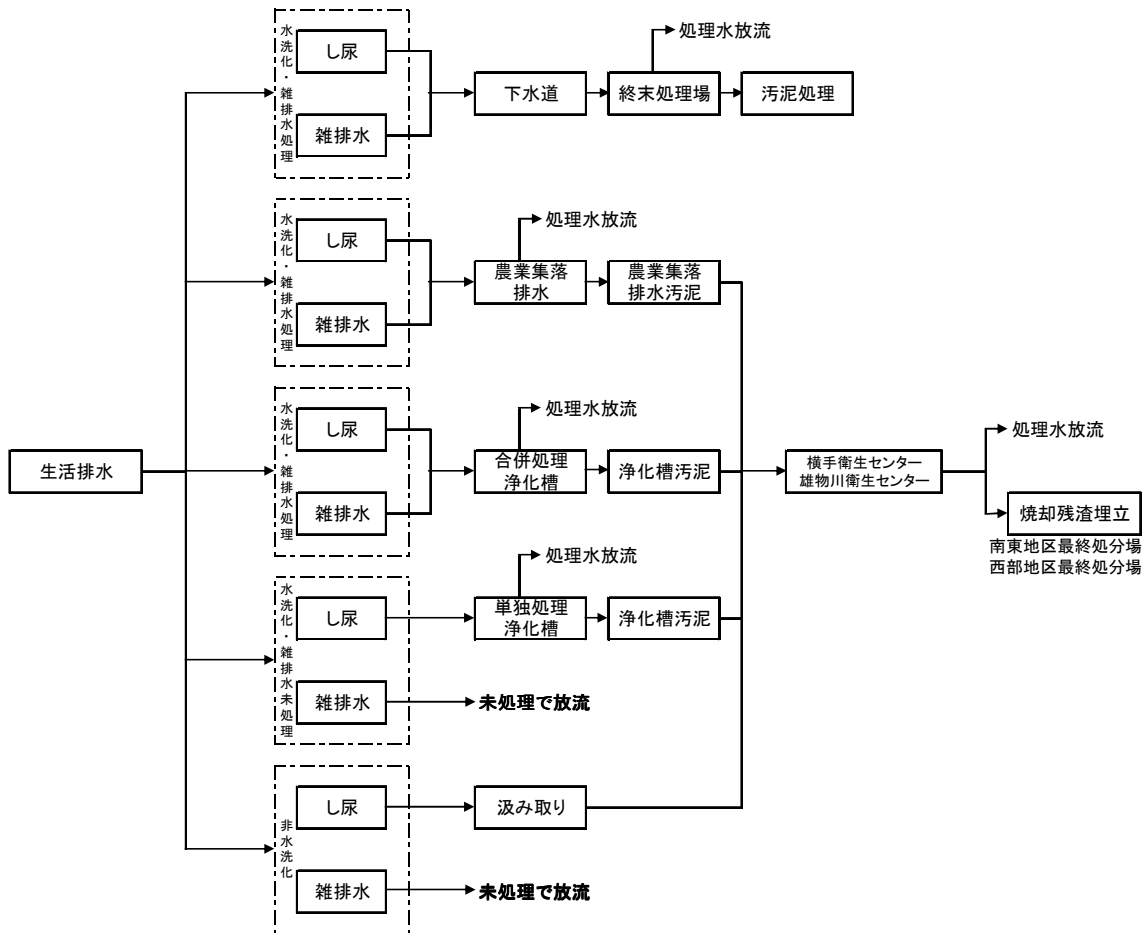 水洗化・雑排水処理
し尿
雑排水
下水道
終末処理場
処理水放流
汚泥処理
水洗化・雑排水処理
し尿
雑排水
農業集落
排水
処理水放流
農業集落
排水汚泥
生活排水
水洗化・雑排水処理
し尿
雑排水
合併処理
浄化槽
処理水放流
浄化槽汚泥
横手衛生センター
雄物川衛生センター
処理水放流
焼却残渣埋立
南東地区最終処分場
西部地区最終処分場
水洗化・雑排水未処理
し尿
雑排水
単独処理
浄化槽
処理水放流
浄化槽汚泥
未処理で放流
非水洗化
し尿
雑排水
汲み取り
未処理で放流